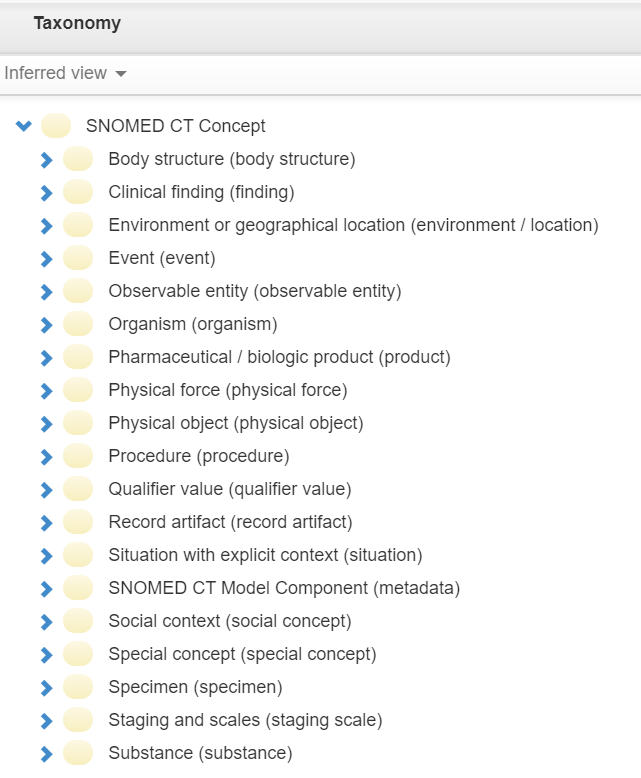 Taxonomy
Inferred view
SNOMED CT Concept
Body structure (body structure)
Clinical finding (finding)
Environment or geographical location (environment / location)
Event (event)
Observable entity (observable entity)
Organism (organism)
Pharmaceutical / biologic product (product)
Physical force (physical force)
Physical object (physical object)
Procedure (procedure)
Qualifier value (qualifier value)
Record artifact (record artifact)
Situation with explicit context (situation)
SNOMED CT Model Component (metadata)
Social context (social concept)
Special concept (special concept)
Specimen (specimen)
Staging and scales (staging scale)
Substance (substance)